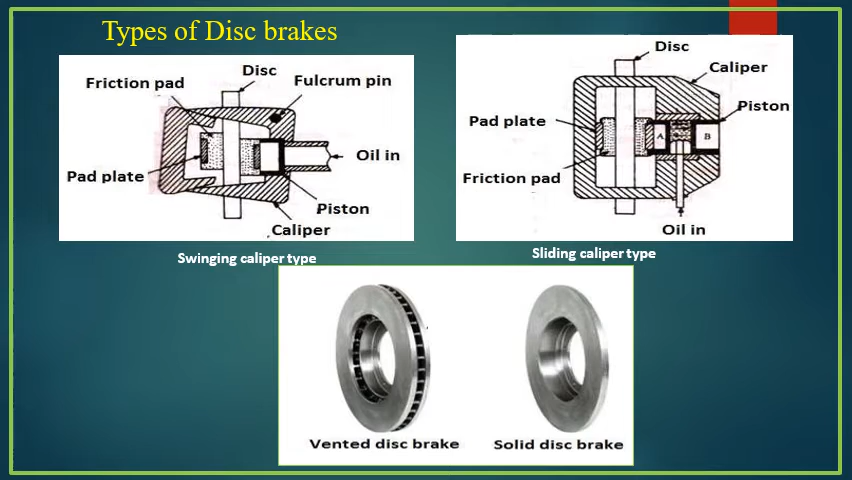 Types of Disc brakes
Friction pad
Disc
Fulcrum pin
Pad plate
Oil in
Piston
Caliper
Swinging caliper type
Disc
Caliper
Piston
Pad plate
A
B
Friction pad
Oil in
Sliding caliper type
Vented disc brake
Solid disc brake